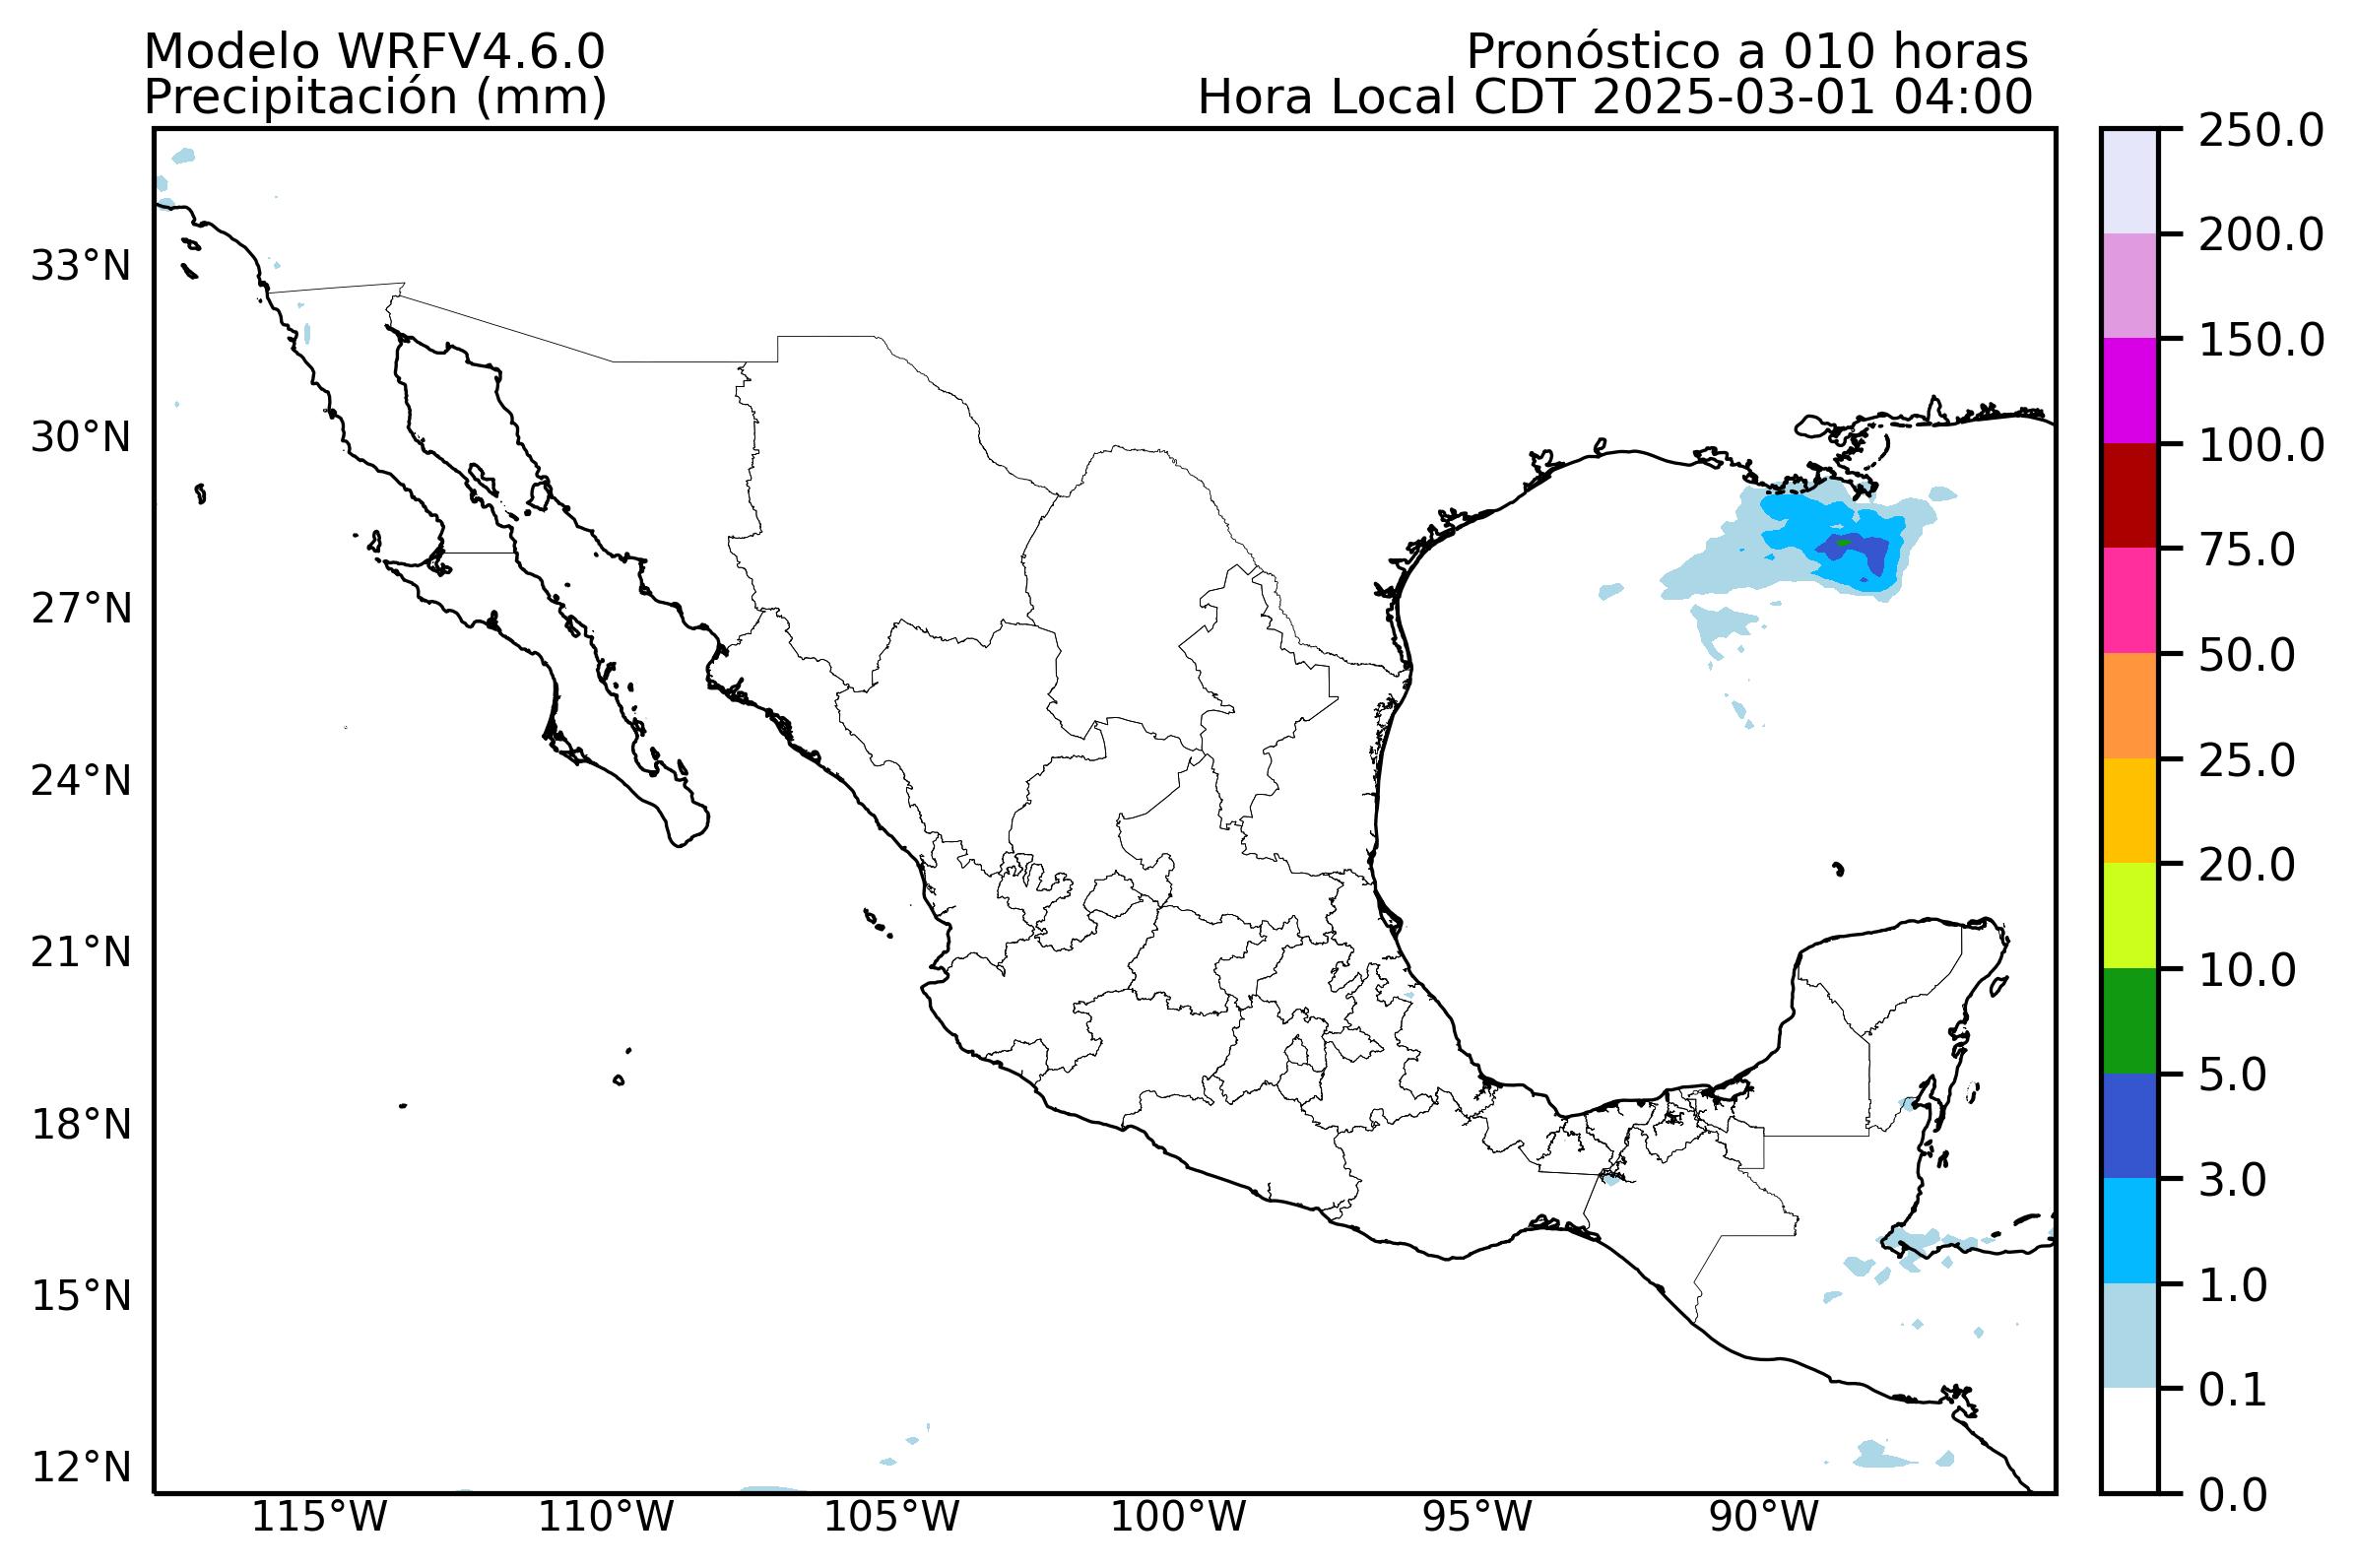 Modelo WRFV4.6.0
Precipitación (mm)
Pronóstico a 010 horas
Hora Local CDT 2025-03-01 04:00
33°N
30°N
27°N
24°N
21°N
18°N
15°N
12°N
115°W
110°W
105°W
100°W
95°W
90°W
250.0
200.0
150.0
100.0
75.0
50.0
25.0
20.0
10.0
5.0
3.0
1.0
0.1
0.0